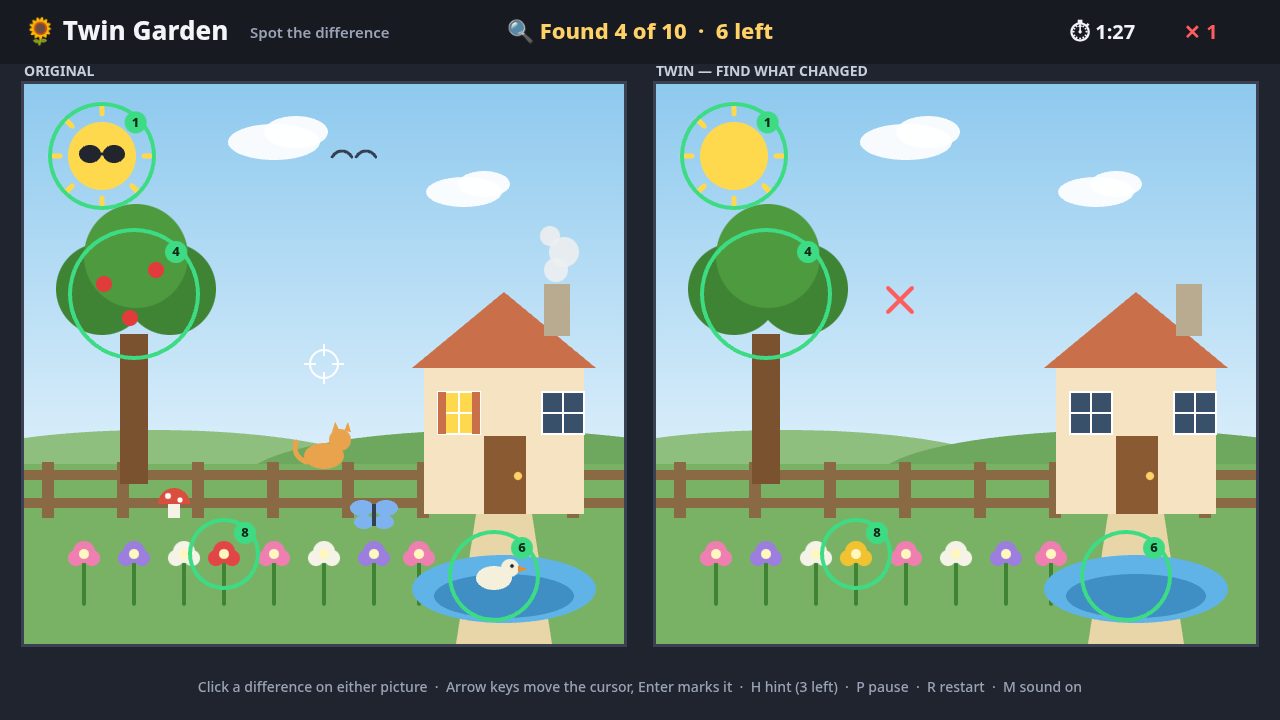 🌻 Twin Garden Spot the difference 🔍 Found 4 of 10 · 6 left ⏱ 1:27 ✕ 1
ORIGINAL TWIN — FIND WHAT CHANGED
1 1
4 4
8 8
6 6
Click a difference on either picture · Arrow keys move the cursor, Enter marks it · H hint (3 left) · P pause · R restart · M sound on